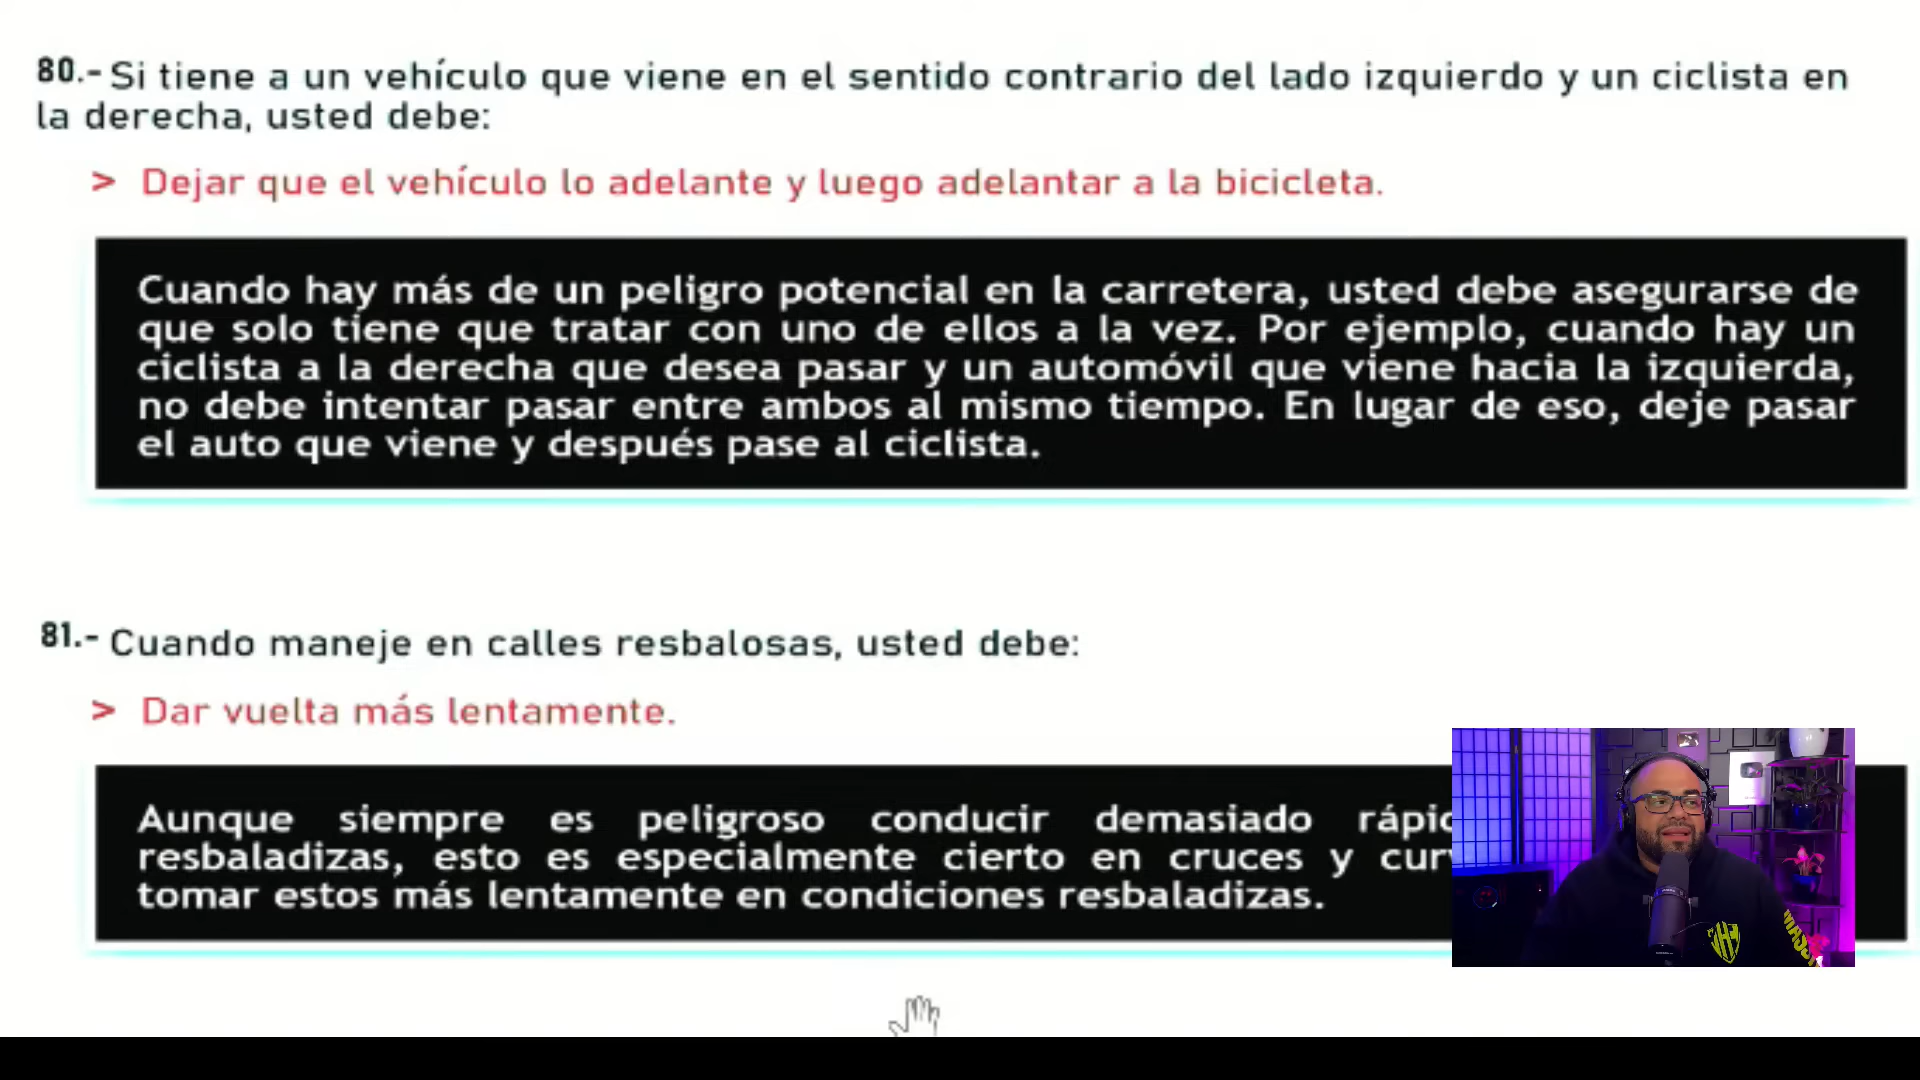 80.- Si tiene a un vehículo que viene en el sentido contrario del lado izquierdo y un ciclista en
la derecha, usted debe:
> Dejar que el vehículo lo adelante y luego adelantar a la bicicleta.
Cuando hay más de un peligro potencial en la carretera, usted debe asegurarse de
que solo tiene que tratar con uno de ellos a la vez. Por ejemplo, cuando hay un
ciclista a la derecha que desea pasar y un automóvil que viene hacia la izquierda,
no debe intentar pasar entre ambos al mismo tiempo. En lugar de eso, deje pasar
el auto que viene y después pase al ciclista.
81.- Cuando maneje en calles resbalosas, usted debe:
> Dar vuelta más lentamente.
Aunque siempre es peligroso conducir demasiado
resbaladizas, esto es especialmente cierto en cruces y
tomar estos más lentamente en condiciones resbaladizas.